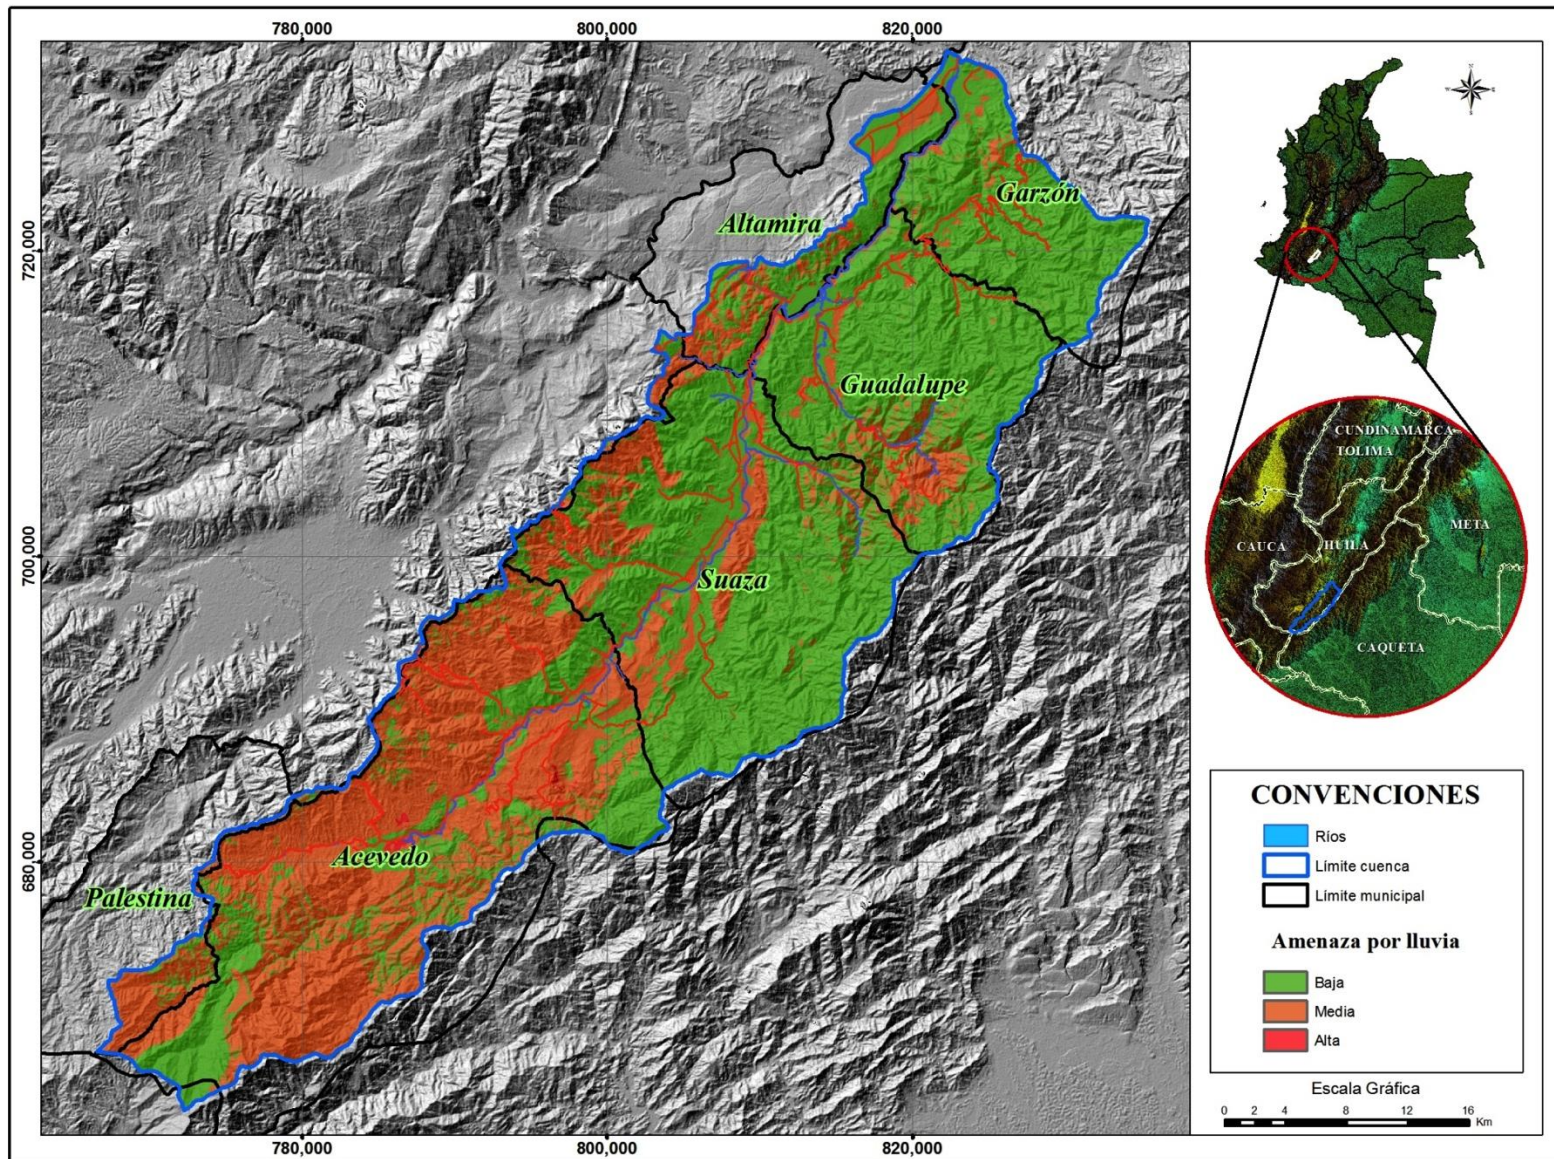 780,000
800,000
820,000
720,000
700,000
680,000
Garzón
Altamira
Guadalupe
Suaza
Acevedo
Palestina
780,000
800,000
820,000
CUNDINAMARCA
TOLIMA
META
CAUCA
HUILA
CAQUETA
CONVENCIONES
Ríos
Límite cuenca
Límite municipal
Amenaza por lluvia
Baja
Media
Alta
Escala Gráfica
0 2 4 8 12 16
Km